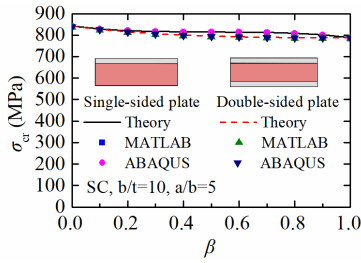 900
800
700
600
500
400
300
200
100
0
σcr (MPa)
Single-sided plate Double-sided plate
Theory Theory
MATLAB MATLAB
ABAQUS ABAQUS
SC, b/t=10, a/b=5
0.0 0.2 0.4 0.6 0.8 1.0
β